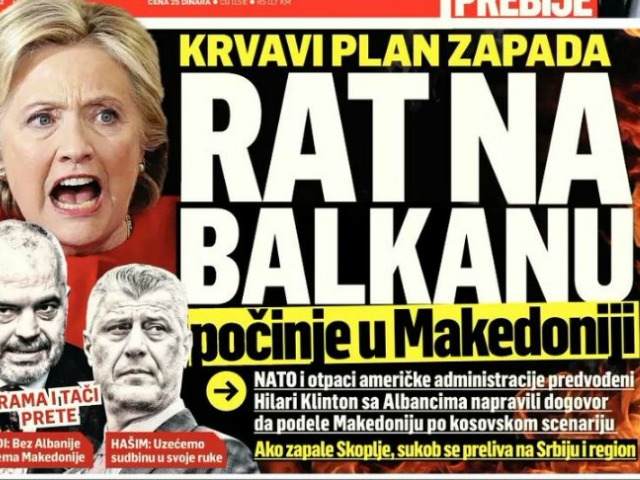 CENA 25 DINARA
PREBIJE
KRVAVI PLAN ZAPADA
RAT NA
BALKANU
počinje u Makedoniji
NATO i otpaci američke administracije predvođeni
Hilari Klinton sa Albancima napravili dogovor
da podele Makedoniju po kosovskom scenariju
Ako zapale Skoplje, sukob se preliva na Srbiju i region
RAMA I TAČI
PRETE
DI: Bez Albanije
ema Makedonije
HAŠIM: Uzećemo
sudbinu u svoje ruke